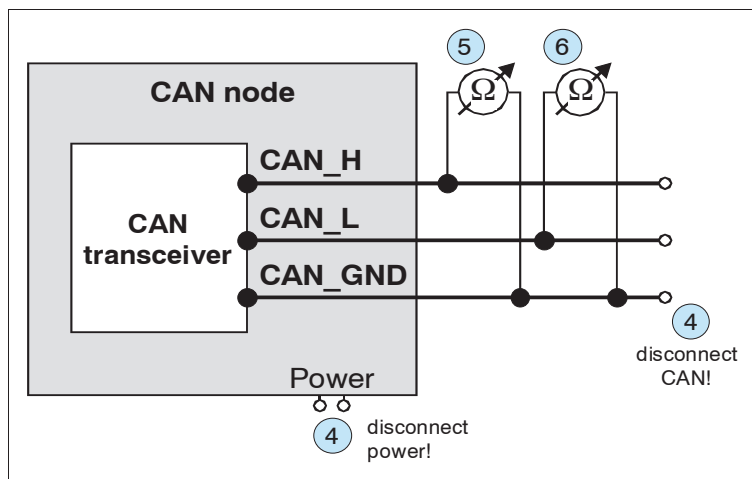 5
6
Ω
Ω
CAN node
CAN_H
CAN
transceiver
CAN_L
CAN_GND
4
disconnect
CAN!
Power
4
disconnect
power!